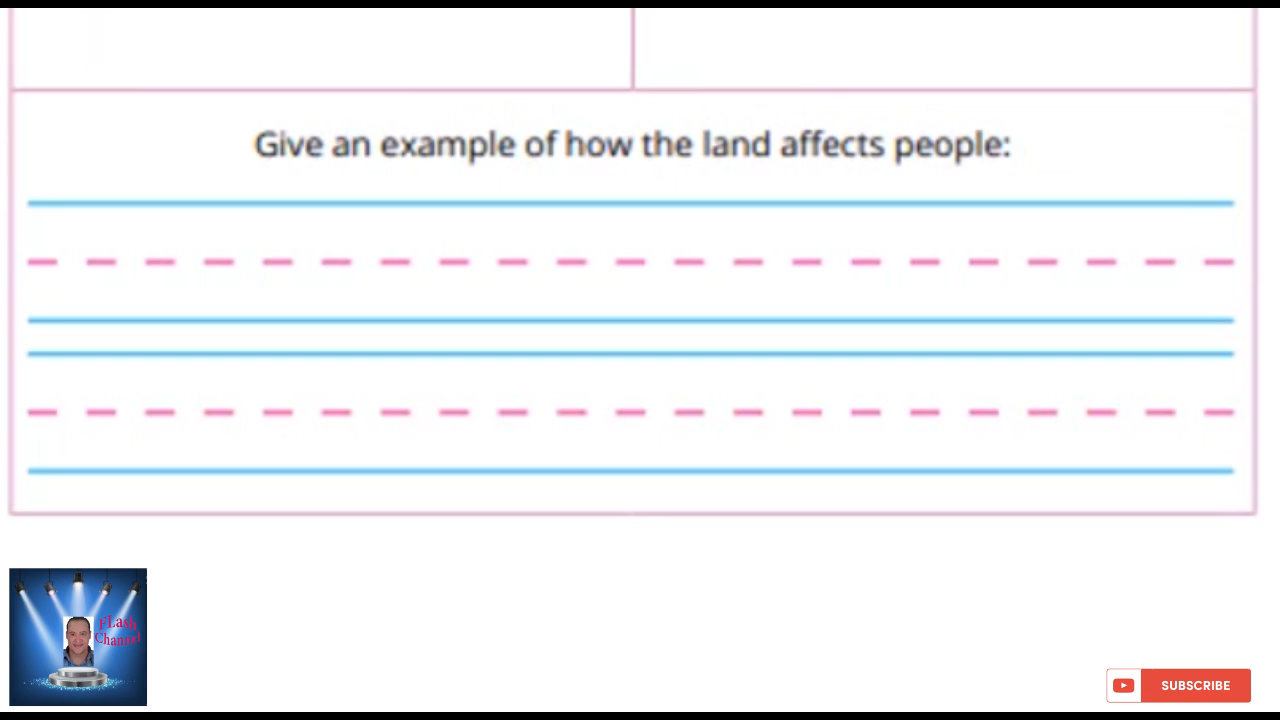 Give an example of how the land affects people:
FLash
Channel
SUBSCRIBE